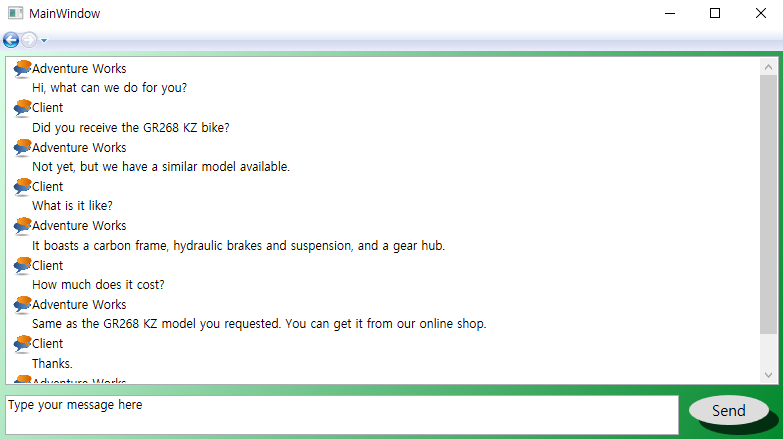 MainWindow
Adventure Works
Hi, what can we do for you?
Client
Did you receive the GR268 KZ bike?
Adventure Works
Not yet, but we have a similar model available.
Client
What is it like?
Adventure Works
It boasts a carbon frame, hydraulic brakes and suspension, and a gear hub.
Client
How much does it cost?
Adventure Works
Same as the GR268 KZ model you requested. You can get it from our online shop.
Client
Thanks.
Adventure Works
Type your message here
Send